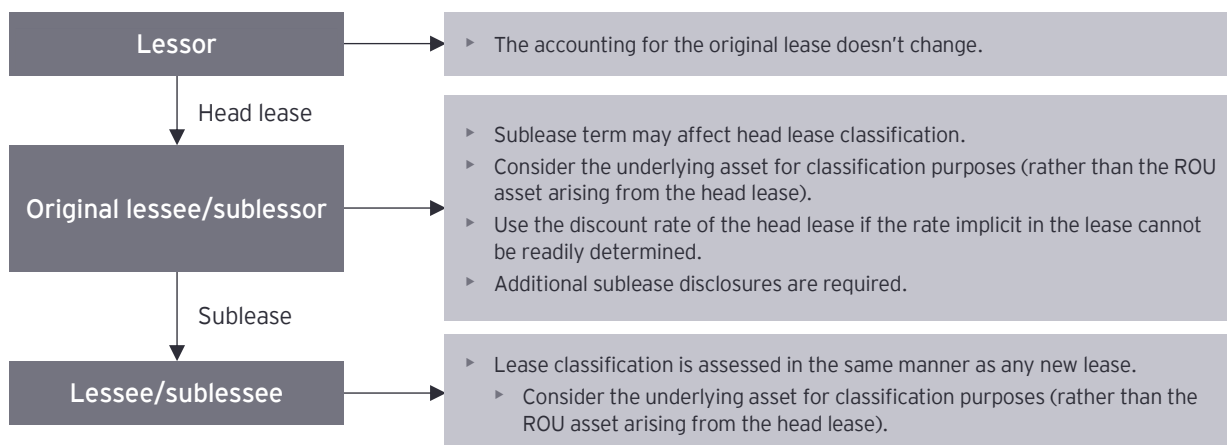 Lessor
▸ The accounting for the original lease doesn't change.
Head lease
Original lessee/sublessor
▸ Sublease term may affect head lease classification.
▸ Consider the underlying asset for classification purposes (rather than the ROU
asset arising from the head lease).
▸ Use the discount rate of the head lease if the rate implicit in the lease cannot
be readily determined.
▸ Additional sublease disclosures are required.
Sublease
Lessee/sublessee
▸ Lease classification is assessed in the same manner as any new lease.
▸ Consider the underlying asset for classification purposes (rather than the
ROU asset arising from the head lease).